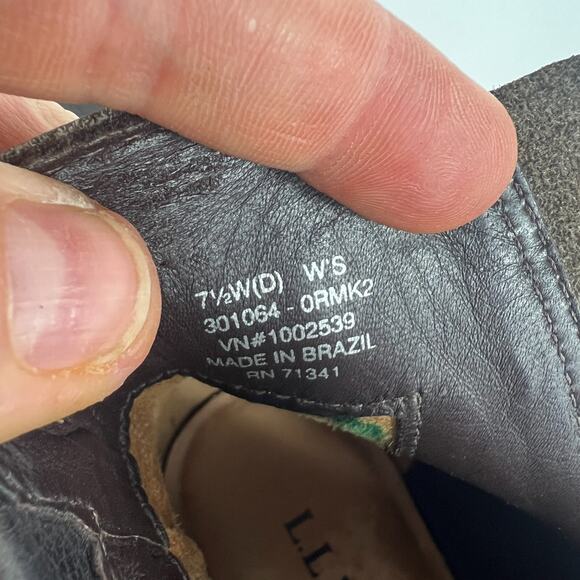 7½W(D) W'S
301064 - 0RMK2
VN#1002539
MADE IN BRAZIL
RN 71341
L.L